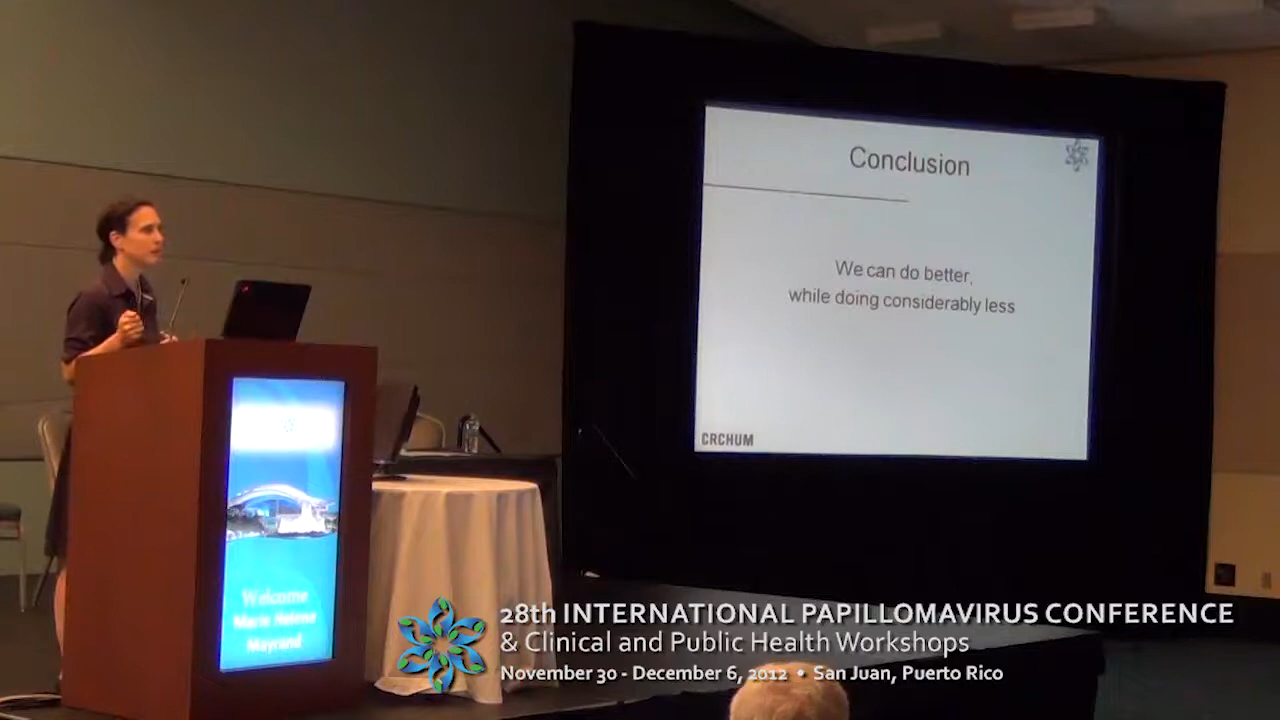 Conclusion
We can do better,
while doing considerably less
CRCHUM
Welcome
Marie Helene
Mayrand
28th INTERNATIONAL PAPILLOMAVIRUS CONFERENCE
& Clinical and Public Health Workshops
November 30 - December 6, 2012 • San Juan, Puerto Rico